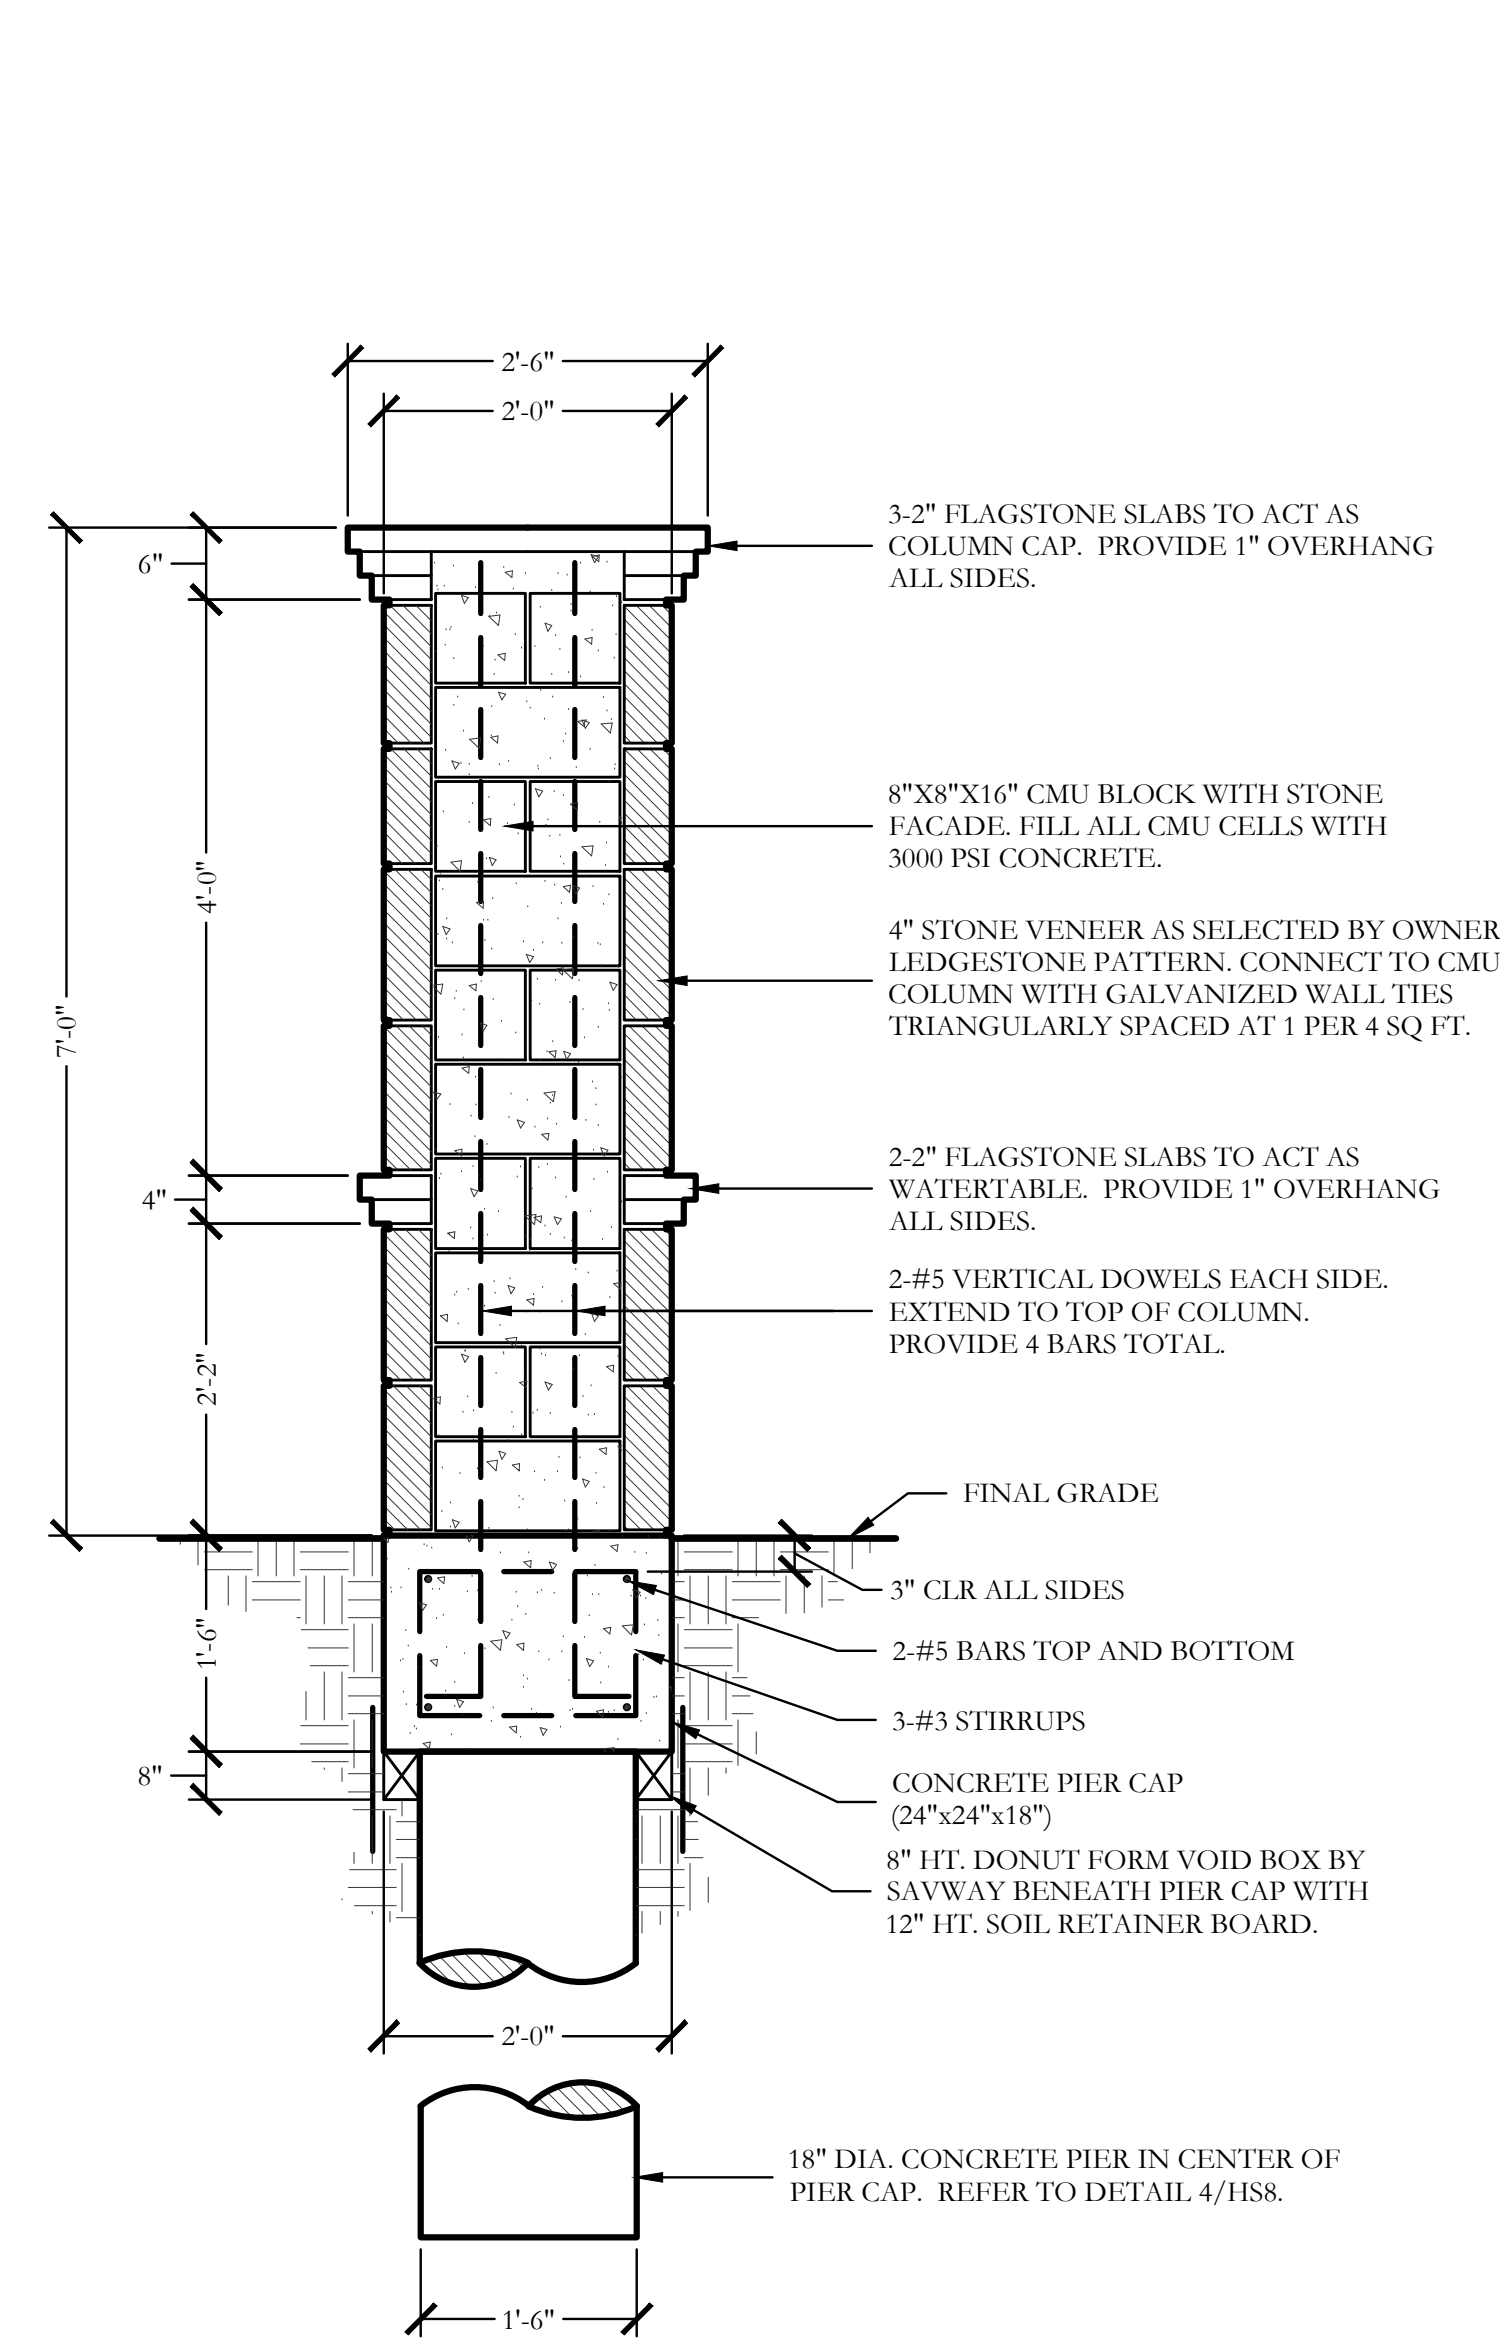 2'-6"
2'-0"
3-2" FLAGSTONE SLABS TO ACT AS
COLUMN CAP. PROVIDE 1" OVERHANG
ALL SIDES.
6"
8"X8"X16" CMU BLOCK WITH STONE
FACADE. FILL ALL CMU CELLS WITH
3000 PSI CONCRETE.
4'-0"
4" STONE VENEER AS SELECTED BY OWNER
LEDGESTONE PATTERN. CONNECT TO CMU
COLUMN WITH GALVANIZED WALL TIES
TRIANGULARLY SPACED AT 1 PER 4 SQ FT.
7'-0"
2-2" FLAGSTONE SLABS TO ACT AS
WATERTABLE. PROVIDE 1" OVERHANG
ALL SIDES.
4"
2-#5 VERTICAL DOWELS EACH SIDE.
EXTEND TO TOP OF COLUMN.
PROVIDE 4 BARS TOTAL.
2'-2"
FINAL GRADE
3" CLR ALL SIDES
1'-6"
2-#5 BARS TOP AND BOTTOM
3-#3 STIRRUPS
8"
CONCRETE PIER CAP
(24"x24"x18")
8" HT. DONUT FORM VOID BOX BY
SAVWAY BENEATH PIER CAP WITH
12" HT. SOIL RETAINER BOARD.
2'-0"
18" DIA. CONCRETE PIER IN CENTER OF
PIER CAP. REFER TO DETAIL 4/HS8.
1'-6"